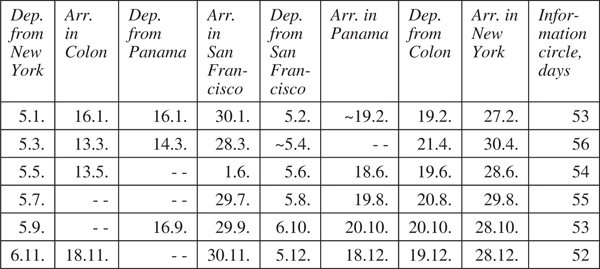 Dep. from New York | Arr. in Colon | Dep. from Panama | Arr. in San Fran-cisco | Dep. from San Fran-cisco | Arr. in Panama | Dep. from Colon | Arr. in New York | Infor-mation circle, days
5.1. | 16.1. | 16.1. | 30.1. | 5.2. | ~19.2. | 19.2. | 27.2. | 53
5.3. | 13.3. | 14.3. | 28.3. | ~5.4. | - - | 21.4. | 30.4. | 56
5.5. | 13.5. | - - | 1.6. | 5.6. | 18.6. | 19.6. | 28.6. | 54
5.7. | - - | - - | 29.7. | 5.8. | 19.8. | 20.8. | 29.8. | 55
5.9. | - - | 16.9. | 29.9. | 6.10. | 20.10. | 20.10. | 28.10. | 53
6.11. | 18.11. | - - | 30.11. | 5.12. | 18.12. | 19.12. | 28.12. | 52